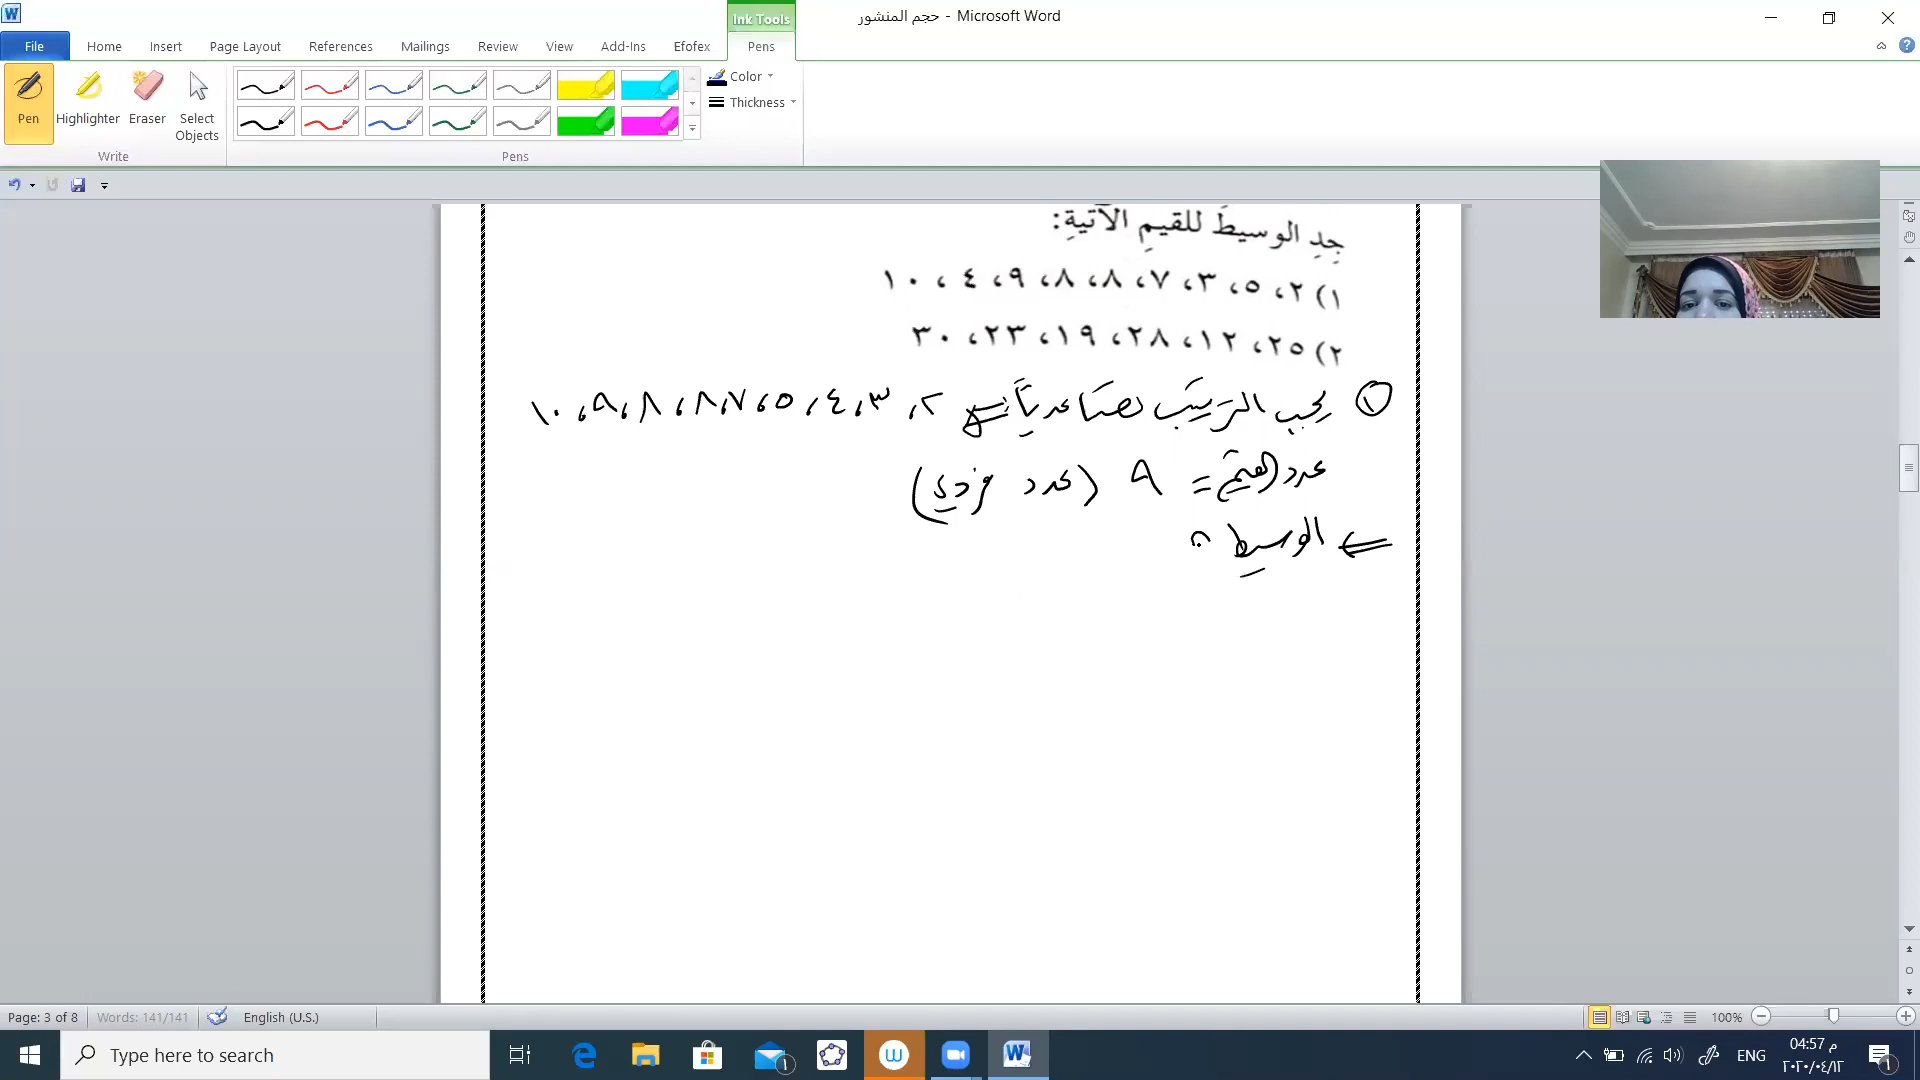 Ink Tools
حجم المنشور - Microsoft Word
File Home Insert Page Layout References Mailings Review View Add-Ins Efofex Pens
Pen Highlighter Eraser Select Objects
Color
Thickness
Write Pens
جِدِ الوسيطَ للقيمِ الآتيةِ:
١) ٢، ٥، ٣، ٧، ٨، ٨، ٩، ٤، ١٠
٢) ٢٥، ١٢، ٢٨، ١٩، ٢٣، ٣٠
① يجب الترتيب تصاعدياً ⇐ ٢، ٣، ٤، ٥، ٧، ٨، ٨، ٩، ١٠
عدد القيم = ٩ (عدد فردي)
⇐ الوسيط
Page: 3 of 8 Words: 141/141 English (U.S.) 100%
Type here to search
ENG
04:57 م
٢٠٢٠/٠٤/١٢